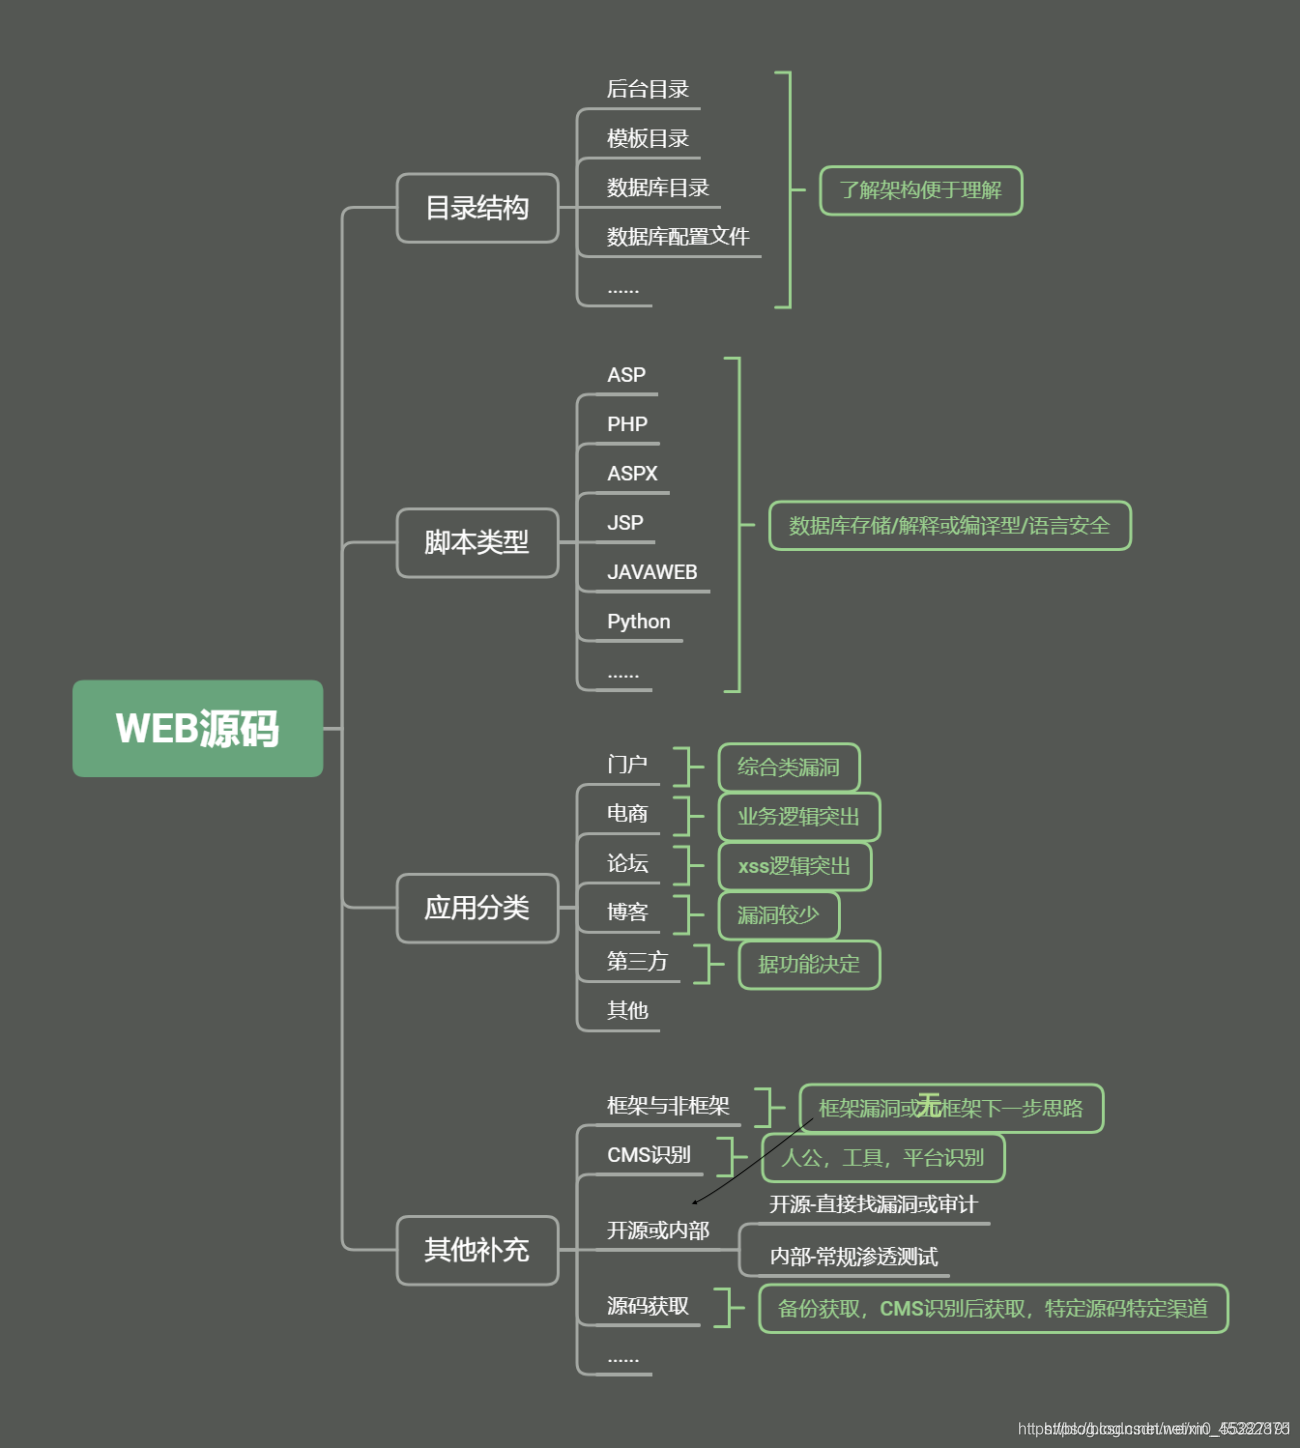 WEB源码
目录结构
后台目录
模板目录
数据库目录
数据库配置文件
......
了解架构便于理解
脚本类型
ASP
PHP
ASPX
JSP
JAVAWEB
Python
......
数据库存储/解释或编译型/语言安全
应用分类
门户
综合类漏洞
电商
业务逻辑突出
论坛
xss逻辑突出
博客
漏洞较少
第三方
据功能决定
其他
其他补充
框架与非框架
框架漏洞或无框架下一步思路
CMS识别
人公，工具，平台识别
开源或内部
开源-直接找漏洞或审计
内部-常规渗透测试
源码获取
备份获取，CMS识别后获取，特定源码特定渠道
......